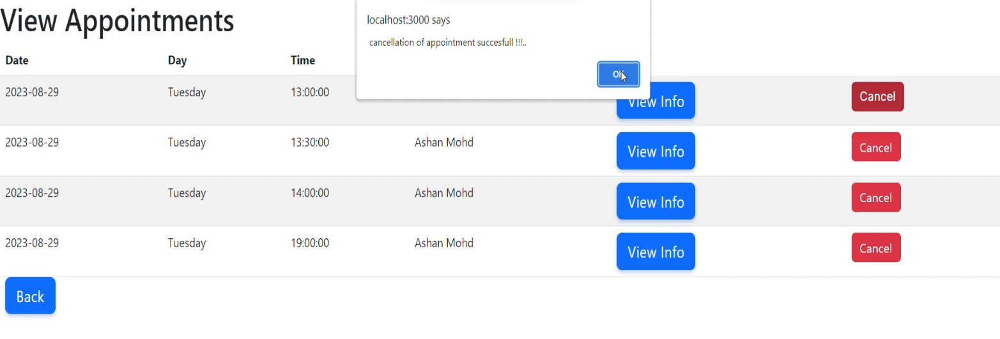 View Appointments
localhost:3000 says
cancellation of appointment succesfull !!!..
OK
Date Day Time
2023-08-29 Tuesday 13:00:00 View Info Cancel
2023-08-29 Tuesday 13:30:00 Ashan Mohd View Info Cancel
2023-08-29 Tuesday 14:00:00 Ashan Mohd View Info Cancel
2023-08-29 Tuesday 19:00:00 Ashan Mohd View Info Cancel
Back